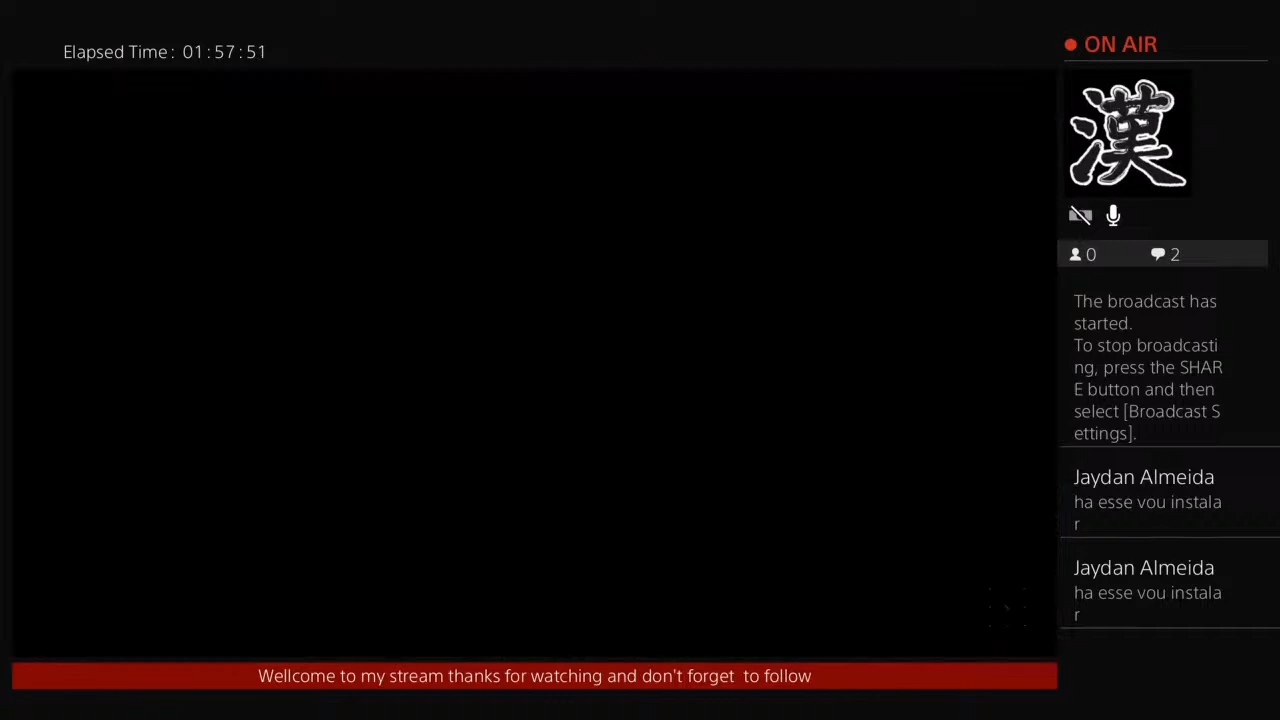 Elapsed Time: 01:57:51
ON AIR
漢
0 2
The broadcast has
started.
To stop broadcasti
ng, press the SHAR
E button and then
select [Broadcast S
ettings].
Jaydan Almeida
ha esse vou instala
r
Jaydan Almeida
ha esse vou instala
r
Wellcome to my stream thanks for watching and don't forget to follow